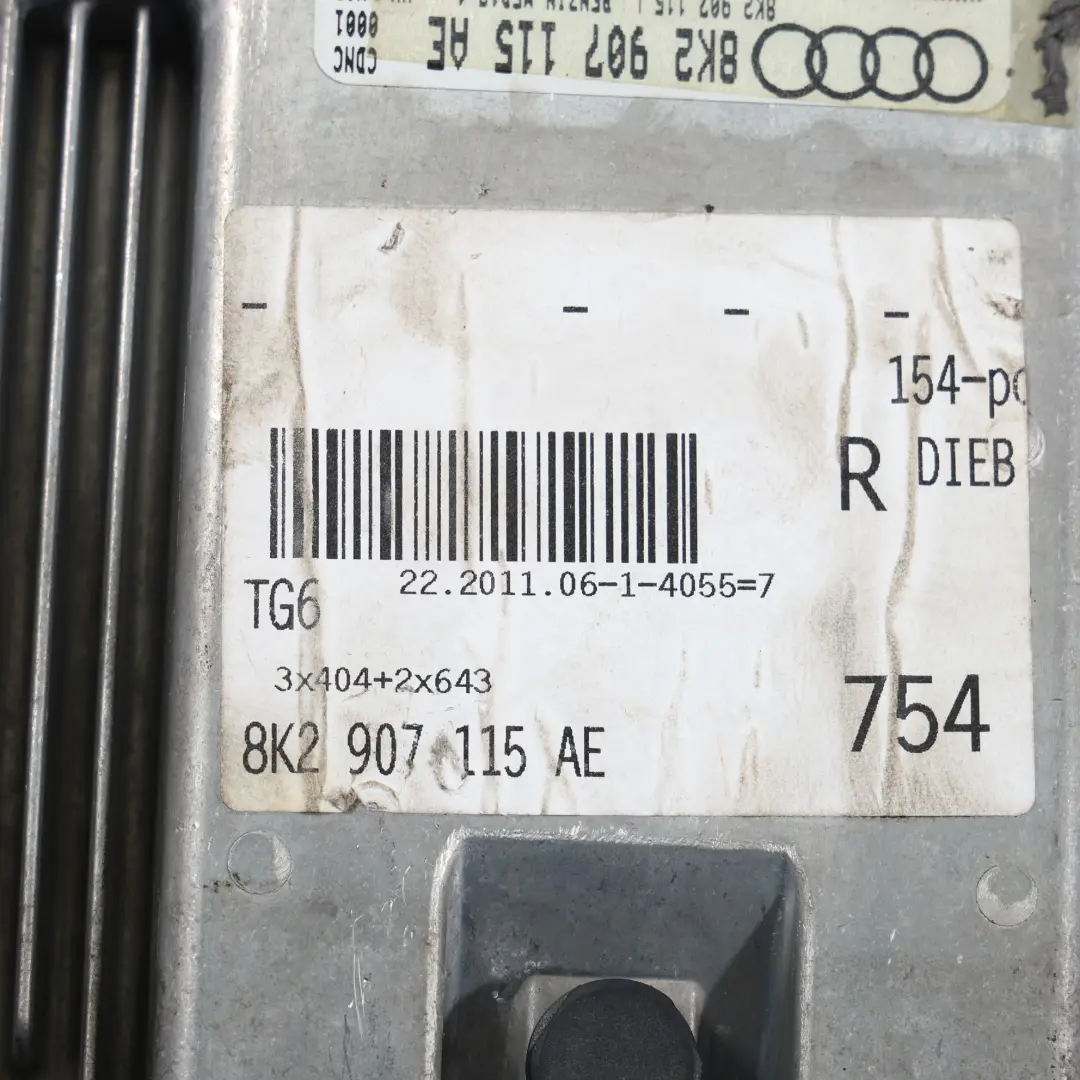 8K2 907 115 AE
CDNC
0001
154-p
R DIEB
22.2011.06-1-4055=7
TG6
3x404+2x643
754
8K2 907 115 AE